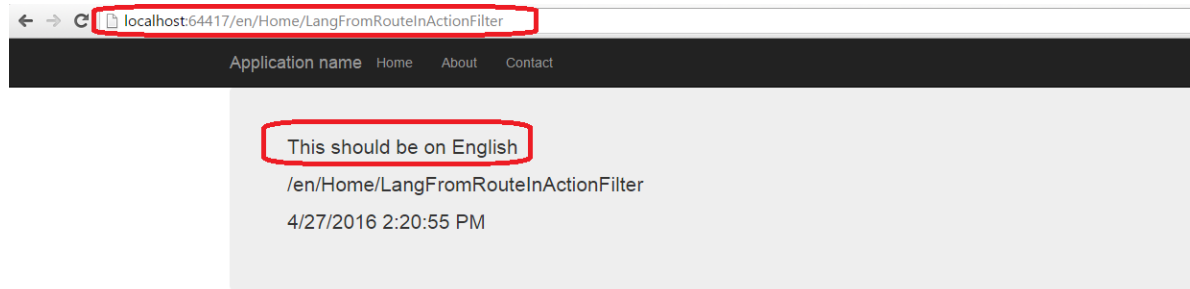 localhost:64417/en/Home/LangFromRouteInActionFilter
Application name Home About Contact
This should be on English
/en/Home/LangFromRouteInActionFilter
4/27/2016 2:20:55 PM